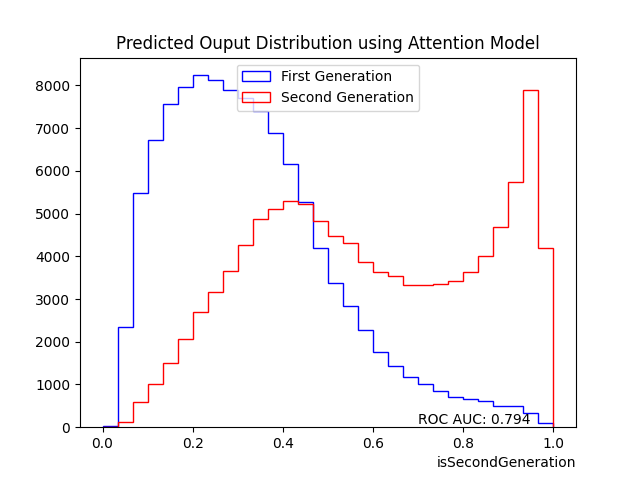 Predicted Ouput Distribution using Attention Model
First Generation
Second Generation
8000
7000
6000
5000
4000
3000
2000
1000
0
ROC AUC: 0.794
0.0 0.2 0.4 0.6 0.8 1.0
isSecondGeneration